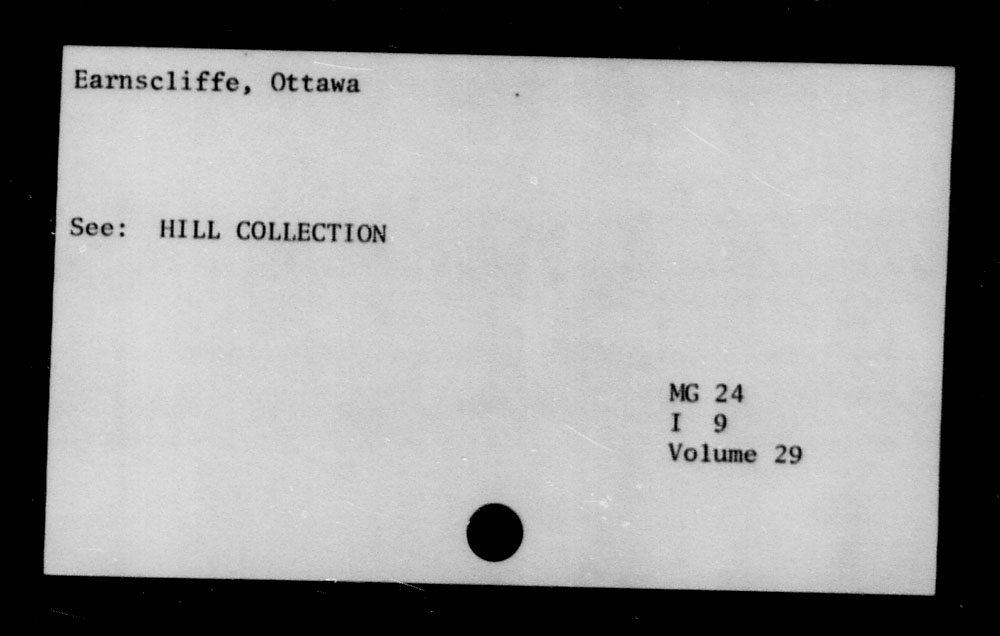 Earnscliffe, Ottawa
See: HILL COLLECTION
MG 24
I 9
Volume 29